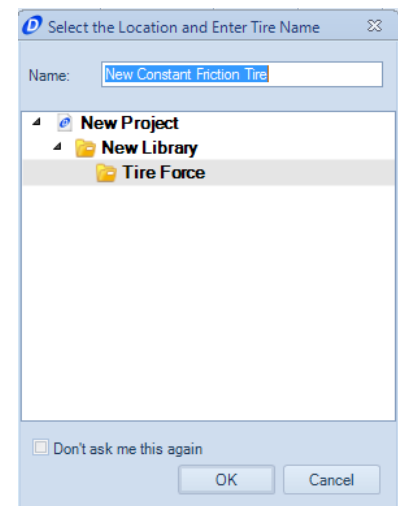 Select the Location and Enter Tire Name
Name: New Constant Friction Tire
New Project
New Library
Tire Force
Don't ask me this again
OK Cancel